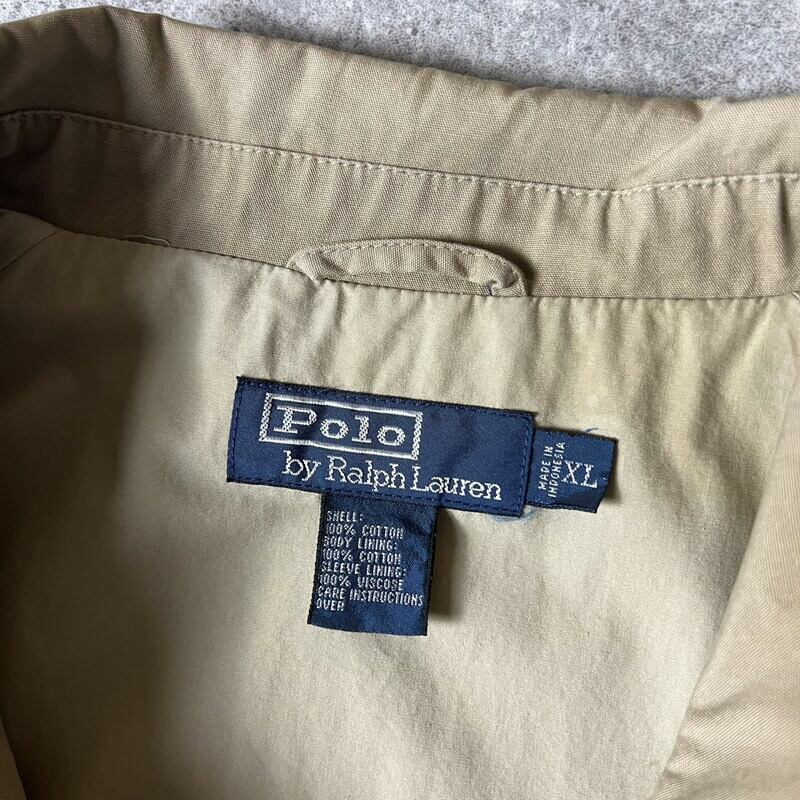 Polo
by Ralph Lauren
MADE IN
INDONESIA
XL
SHELL:
100% COTTON
BODY LINING:
100% COTTON
SLEEVE LINING:
100% VISCOSE
CARE INSTRUCTIONS
OVER